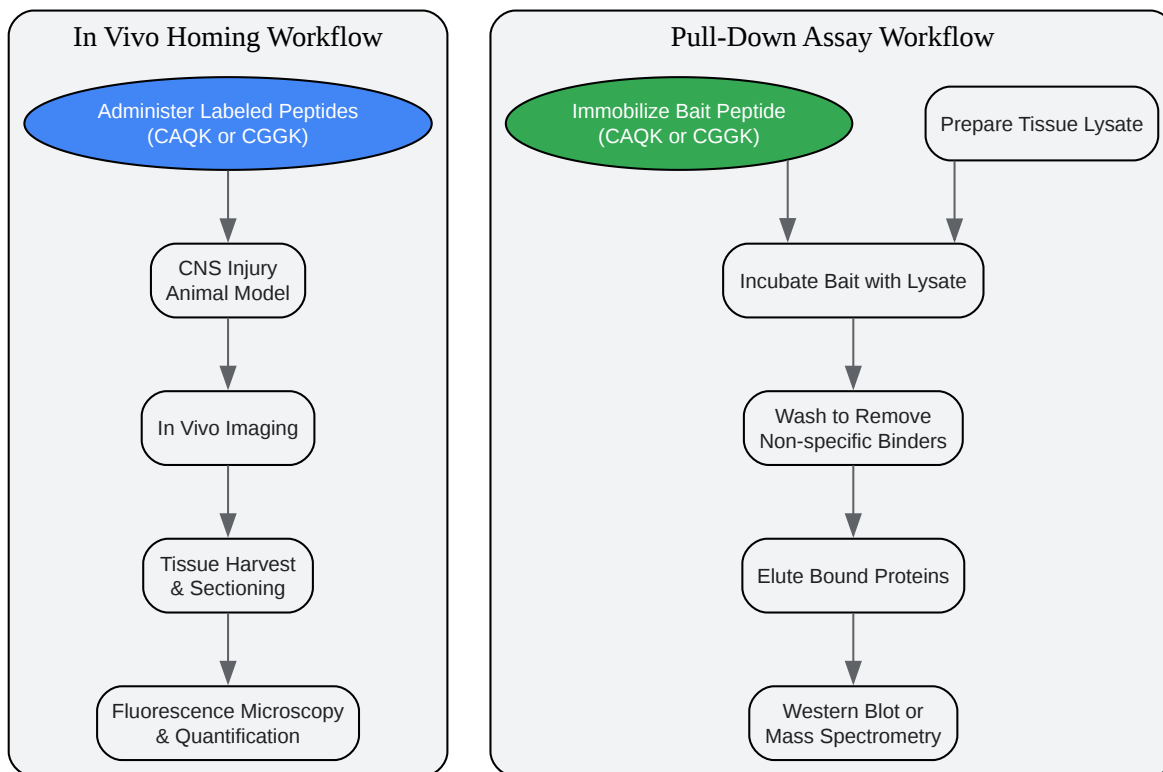 In Vivo Homing Workflow
Administer Labeled Peptides
(CAQK or CGGK)
CNS Injury
Animal Model
In Vivo Imaging
Tissue Harvest
& Sectioning
Fluorescence Microscopy
& Quantification
Pull-Down Assay Workflow
Immobilize Bait Peptide
(CAQK or CGGK)
Prepare Tissue Lysate
Incubate Bait with Lysate
Wash to Remove
Non-specific Binders
Elute Bound Proteins
Western Blot or
Mass Spectrometry